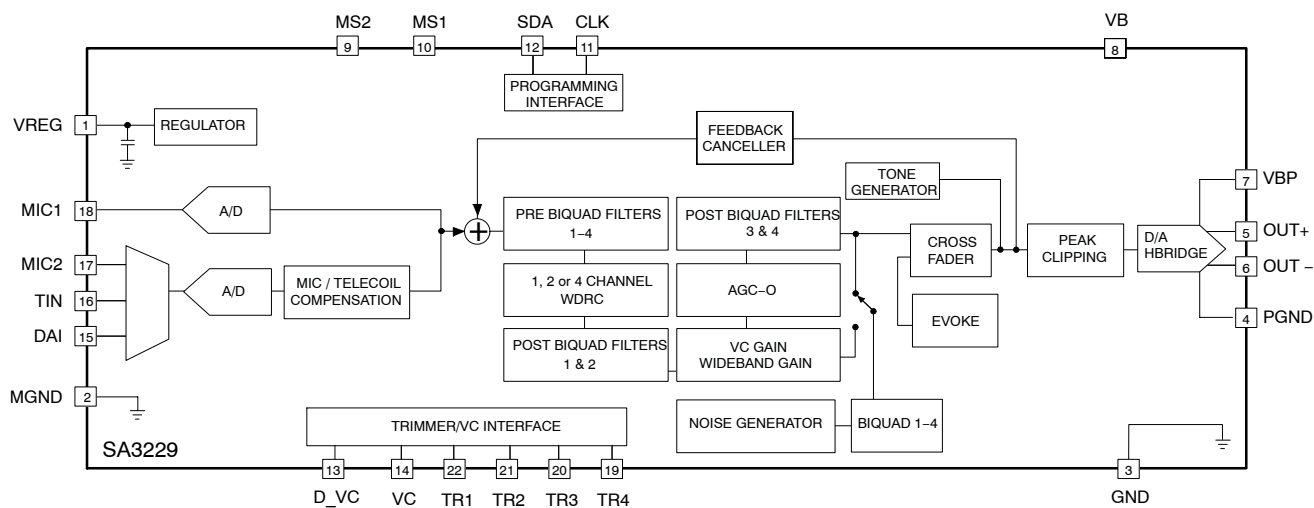 MS2 MS1 SDA CLK VB
9 10 12 11 8
PROGRAMMING
INTERFACE
VREG 1 REGULATOR
FEEDBACK
CANCELLER
TONE
GENERATOR
7 VBP
MIC1 18 A/D
PRE BIQUAD FILTERS
1−4
POST BIQUAD FILTERS
3 & 4
CROSS
FADER
PEAK
CLIPPING
D/A
HBRIDGE
5 OUT+
6 OUT −
MIC2 17
TIN 16
DAI 15
A/D
MIC / TELECOIL
COMPENSATION
1, 2 or 4 CHANNEL
WDRC
AGC−O
EVOKE
4 PGND
POST BIQUAD FILTERS
1 & 2
VC GAIN
WIDEBAND GAIN
MGND 2
NOISE GENERATOR
BIQUAD 1−4
TRIMMER/VC INTERFACE
SA3229
13 14 22 21 20 19 3
D_VC VC TR1 TR2 TR3 TR4 GND